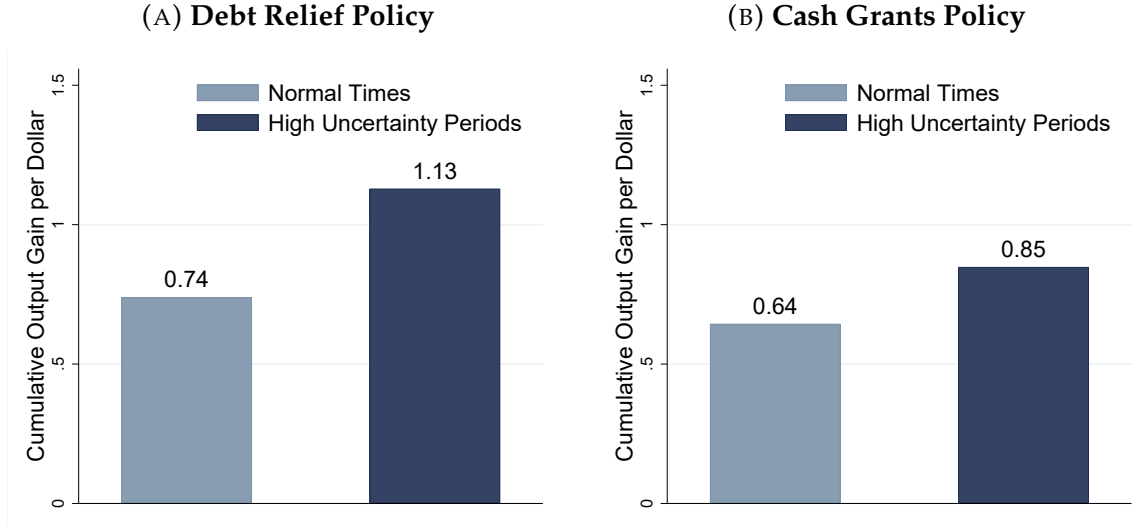 (A) Debt Relief Policy
Cumulative Output Gain per Dollar
1.5
1
.5
0
Normal Times
High Uncertainty Periods
0.74
1.13
(B) Cash Grants Policy
Cumulative Output Gain per Dollar
1.5
1
.5
0
Normal Times
High Uncertainty Periods
0.64
0.85